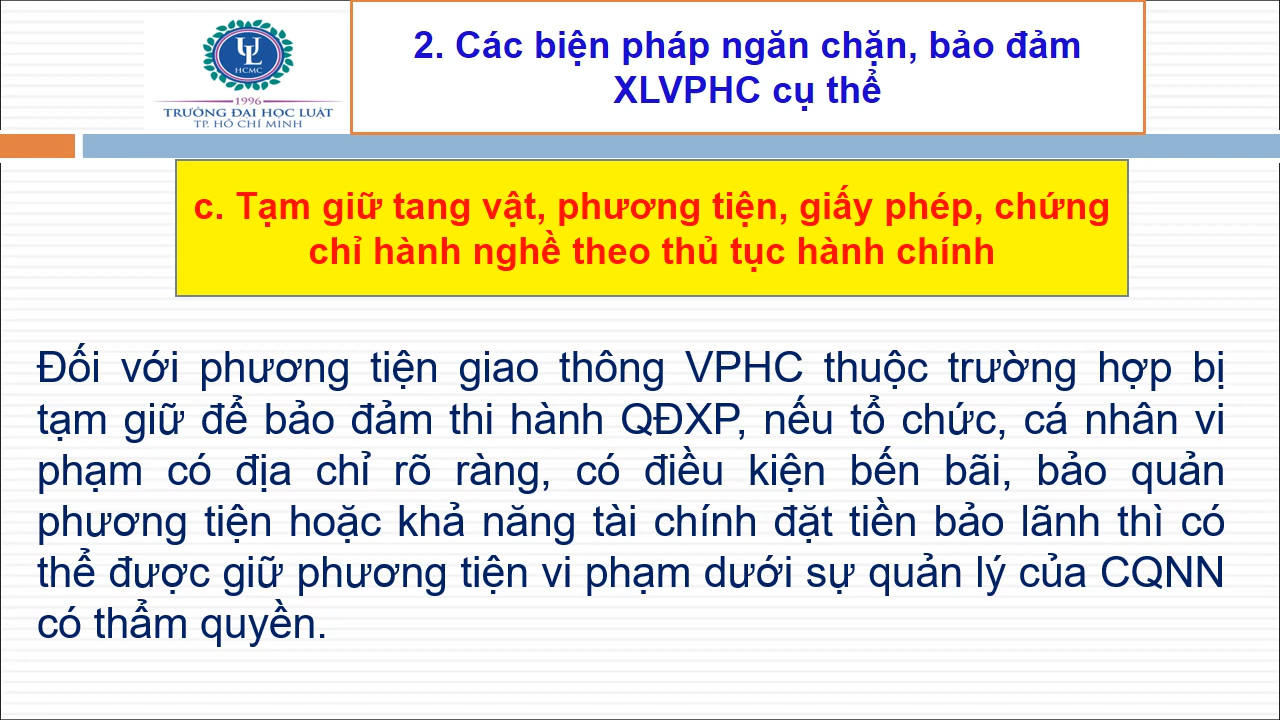 UL
HCMC
1996
TRƯỜNG ĐẠI HỌC LUẬT
TP. HỒ CHÍ MINH
2. Các biện pháp ngăn chặn, bảo đảm
XLVPHC cụ thể
c. Tạm giữ tang vật, phương tiện, giấy phép, chứng
chỉ hành nghề theo thủ tục hành chính
Đối với phương tiện giao thông VPHC thuộc trường hợp bị
tạm giữ để bảo đảm thi hành QĐXP, nếu tổ chức, cá nhân vi
phạm có địa chỉ rõ ràng, có điều kiện bến bãi, bảo quản
phương tiện hoặc khả năng tài chính đặt tiền bảo lãnh thì có
thể được giữ phương tiện vi phạm dưới sự quản lý của CQNN
có thẩm quyền.